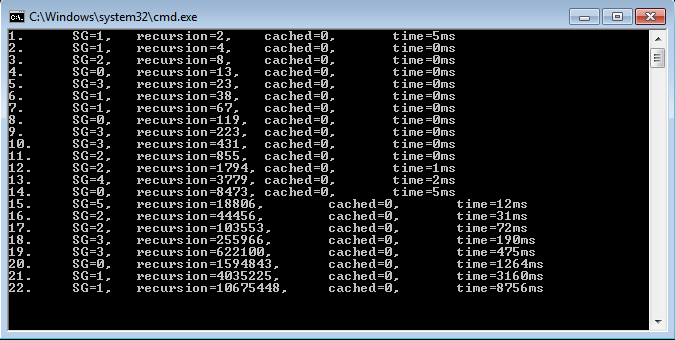 C:\Windows\system32\cmd.exe
1. SG=1, recursion=2, cached=0, time=5ms
2. SG=1, recursion=4, cached=0, time=0ms
3. SG=2, recursion=8, cached=0, time=0ms
4. SG=0, recursion=13, cached=0, time=0ms
5. SG=3, recursion=23, cached=0, time=0ms
6. SG=1, recursion=38, cached=0, time=0ms
7. SG=1, recursion=67, cached=0, time=0ms
8. SG=0, recursion=119, cached=0, time=0ms
9. SG=3, recursion=223, cached=0, time=0ms
10. SG=3, recursion=431, cached=0, time=0ms
11. SG=2, recursion=855, cached=0, time=0ms
12. SG=2, recursion=1794, cached=0, time=1ms
13. SG=4, recursion=3779, cached=0, time=2ms
14. SG=0, recursion=8473, cached=0, time=5ms
15. SG=5, recursion=18806, cached=0, time=12ms
16. SG=2, recursion=44456, cached=0, time=31ms
17. SG=2, recursion=103553, cached=0, time=72ms
18. SG=3, recursion=255966, cached=0, time=190ms
19. SG=3, recursion=622100, cached=0, time=475ms
20. SG=0, recursion=1594843, cached=0, time=1264ms
21. SG=1, recursion=4035225, cached=0, time=3160ms
22. SG=1, recursion=10675448, cached=0, time=8756ms